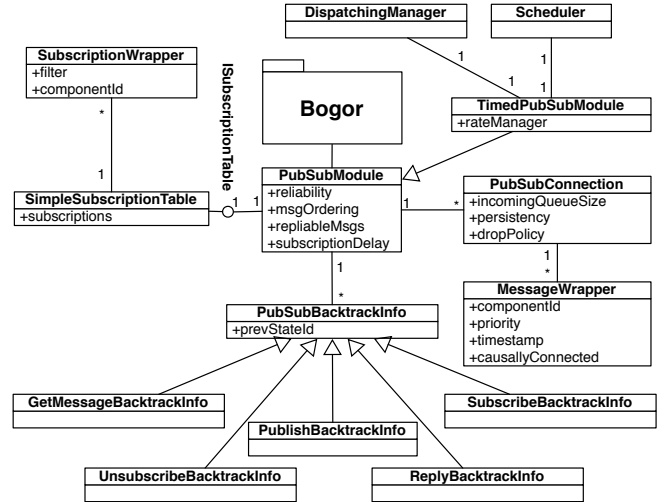 DispatchingManager
Scheduler
SubscriptionWrapper
+filter
+componentId
ISubscriptionTable
Bogor
1
1
1
1
TimedPubSubModule
+rateManager
*
1
SimpleSubscriptionTable
+subscriptions
1
1
PubSubModule
+reliability
+msgOrdering
+repliableMsgs
+subscriptionDelay
1
*
PubSubConnection
+incomingQueueSize
+persistency
+dropPolicy
1
*
MessageWrapper
+componentId
+priority
+timestamp
+causallyConnected
1
*
PubSubBacktrackInfo
+prevStateId
GetMessageBacktrackInfo
SubscribeBacktrackInfo
PublishBacktrackInfo
UnsubscribeBacktrackInfo
ReplyBacktrackInfo